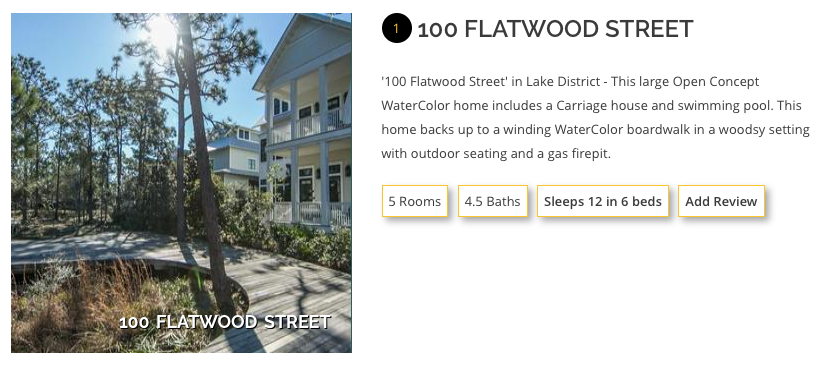 1 100 FLATWOOD STREET
'100 Flatwood Street' in Lake District - This large Open Concept
WaterColor home includes a Carriage house and swimming pool. This
home backs up to a winding WaterColor boardwalk in a woodsy setting
with outdoor seating and a gas firepit.
5 Rooms 4.5 Baths Sleeps 12 in 6 beds Add Review
100 FLATWOOD STREET